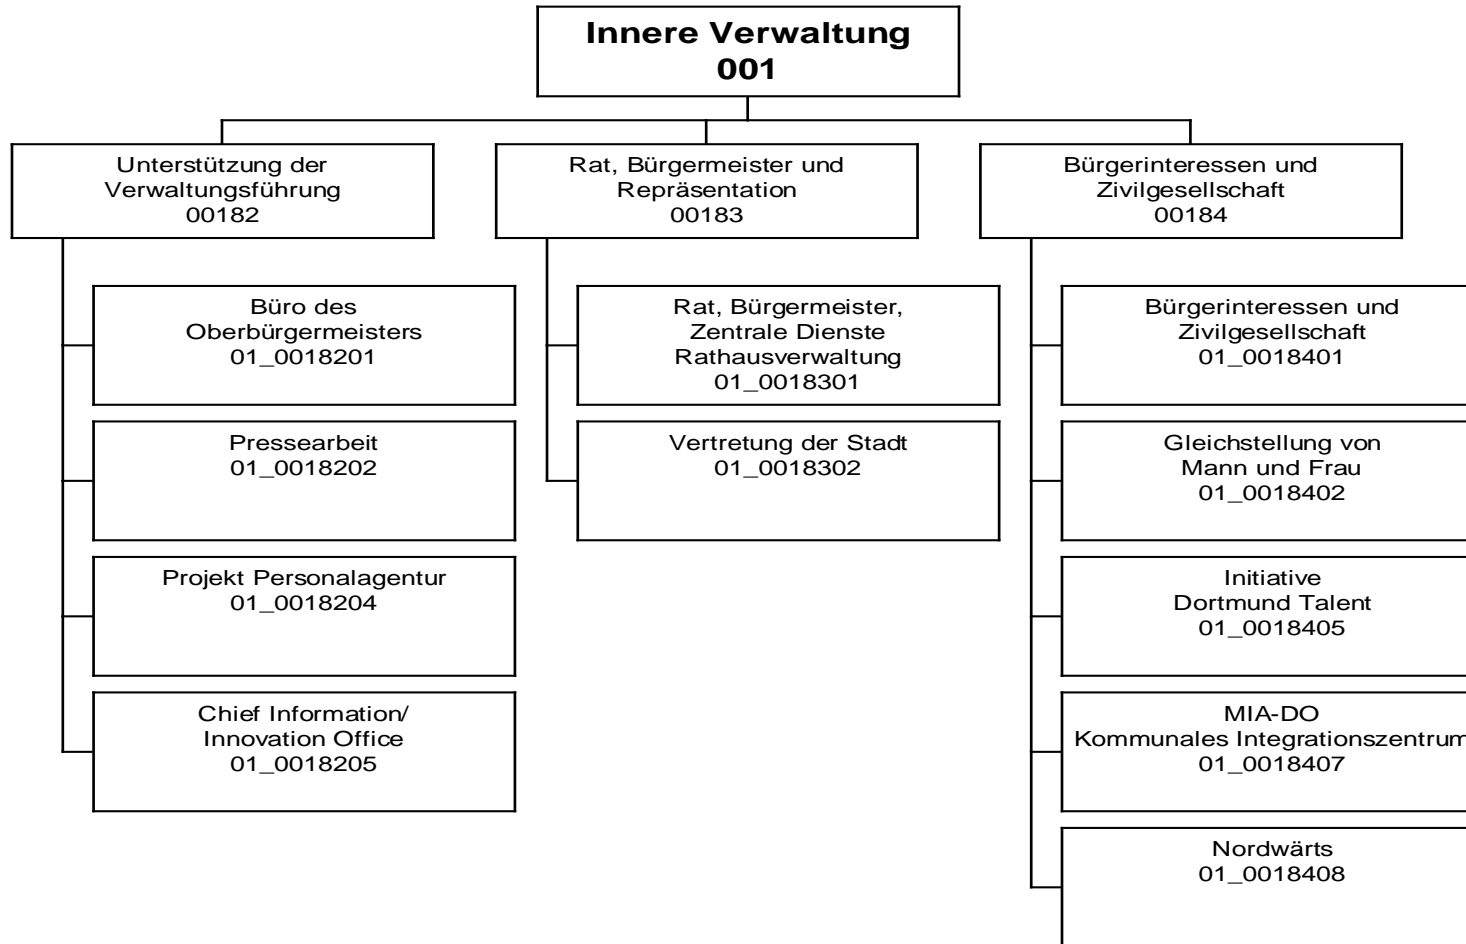 Innere Verwaltung
001
Unterstützung der
Verwaltungsführung
00182
Rat, Bürgermeister und
Repräsentation
00183
Bürgerinteressen und
Zivilgesellschaft
00184
Büro des
Oberbürgermeisters
01_0018201
Pressearbeit
01_0018202
Projekt Personalagentur
01_0018204
Chief Information/
Innovation Office
01_0018205
Rat, Bürgermeister,
Zentrale Dienste
Rathausverwaltung
01_0018301
Vertretung der Stadt
01_0018302
Bürgerinteressen und
Zivilgesellschaft
01_0018401
Gleichstellung von
Mann und Frau
01_0018402
Initiative
Dortmund Talent
01_0018405
MIA-DO
Kommunales Integrationszentrum
01_0018407
Nordwärts
01_0018408